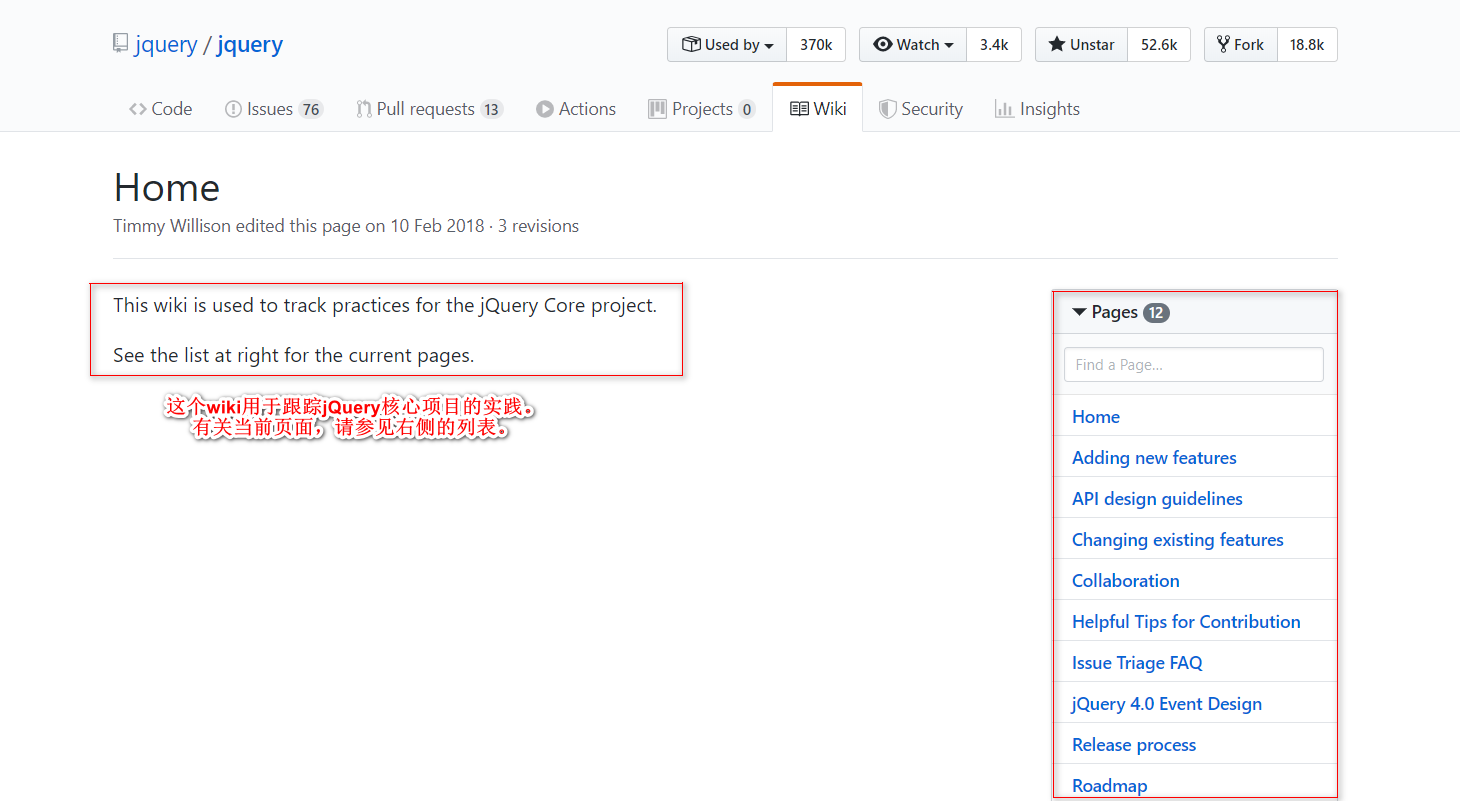 jquery / jquery
Used by 370k Watch 3.4k Unstar 52.6k Fork 18.8k
Code Issues 76 Pull requests 13 Actions Projects 0 Wiki Security Insights
Home
Timmy Willison edited this page on 10 Feb 2018 · 3 revisions
This wiki is used to track practices for the jQuery Core project.
See the list at right for the current pages.
这个wiki用于跟踪jQuery核心项目的实践。
有关当前页面，请参见右侧的列表。
Pages 12
Find a Page…
Home
Adding new features
API design guidelines
Changing existing features
Collaboration
Helpful Tips for Contribution
Issue Triage FAQ
jQuery 4.0 Event Design
Release process
Roadmap